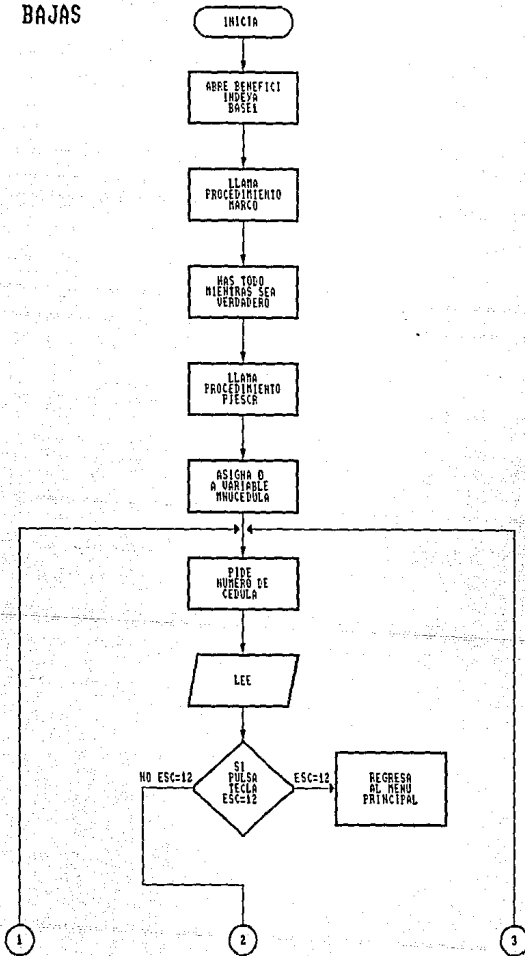 BAJAS
INICIA
ABRE BENEFICI
INDEYA
BASE1
LLAMA
PROCEDIMIENTO
MARCO
HAS TODO
MIENTRAS SEA
VERDADERO
LLAMA
PROCEDIMIENTO
PIESCR
ASIGNA 0
A VARIABLE
MNUCEDULA
PIDE
NUMERO DE
CEDULA
LEE
SI
PULSA
TECLA
ESC=12
NO ESC=12
ESC=12
REGRESA
AL MENU
PRINCIPAL
1
2
3